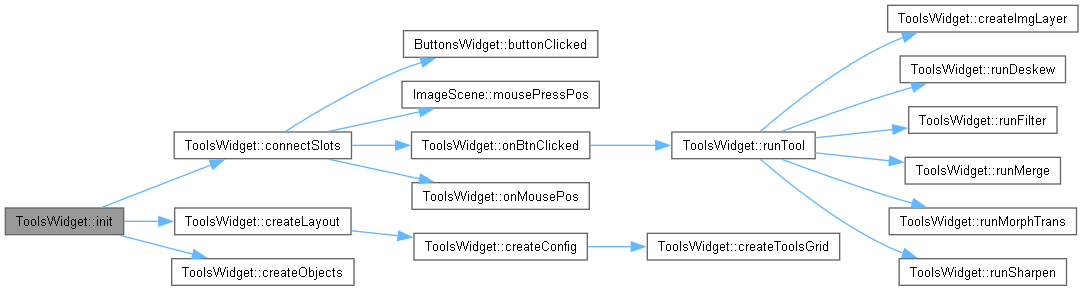 ToolsWidget::init
ToolsWidget::connectSlots
ToolsWidget::createLayout
ToolsWidget::createObjects
ButtonsWidget::buttonClicked
ImageScene::mousePressPos
ToolsWidget::onBtnClicked
ToolsWidget::onMousePos
ToolsWidget::createConfig
ToolsWidget::runTool
ToolsWidget::createToolsGrid
ToolsWidget::createImgLayer
ToolsWidget::runDeskew
ToolsWidget::runFilter
ToolsWidget::runMerge
ToolsWidget::runMorphTrans
ToolsWidget::runSharpen